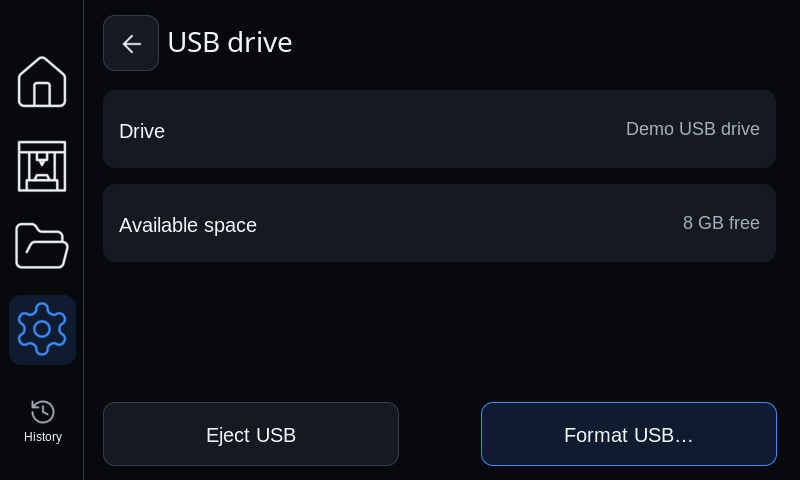 USB drive
Drive
Demo USB drive
Available space
8 GB free
Eject USB
Format USB…
History